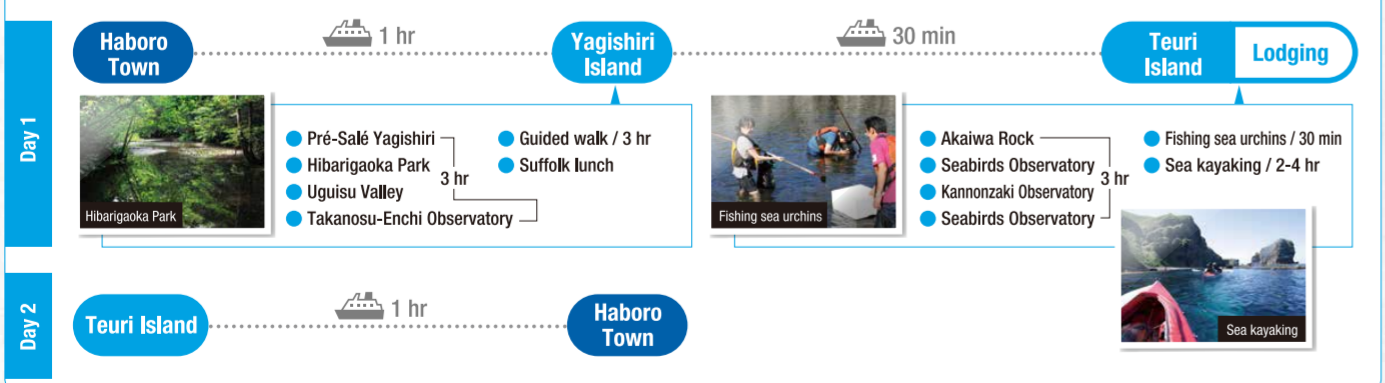 Day 1
Haboro
Town
1 hr
Yagishiri
Island
30 min
Teuri
Island
Lodging
Hibarigaoka Park
Pré-Salé Yagishiri
Hibarigaoka Park
Uguisu Valley
Takanosu-Enchi Observatory
3 hr
Guided walk / 3 hr
Suffolk lunch
Fishing sea urchins
Akaiwa Rock
Seabirds Observatory
Kannonzaki Observatory
Seabirds Observatory
3 hr
Fishing sea urchins / 30 min
Sea kayaking / 2-4 hr
Sea kayaking
Day 2
Teuri Island
1 hr
Haboro
Town